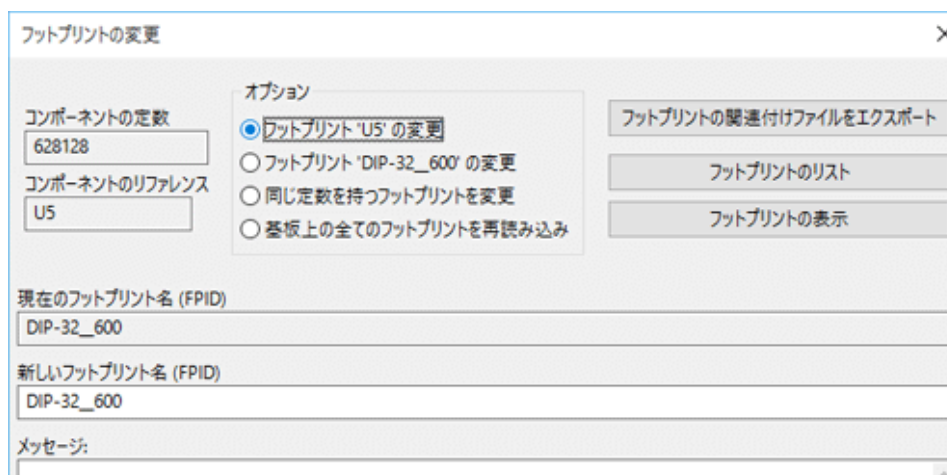 フットプリントの変更
コンポーネントの定数
628128
コンポーネントのリファレンス
U5
オプション
フットプリント 'U5' の変更
フットプリント 'DIP-32__600' の変更
同じ定数を持つフットプリントを変更
基板上の全てのフットプリントを再読み込み
フットプリントの関連付けファイルをエクスポート
フットプリントのリスト
フットプリントの表示
現在のフットプリント名 (FPID)
DIP-32__600
新しいフットプリント名 (FPID)
DIP-32__600
メッセージ: